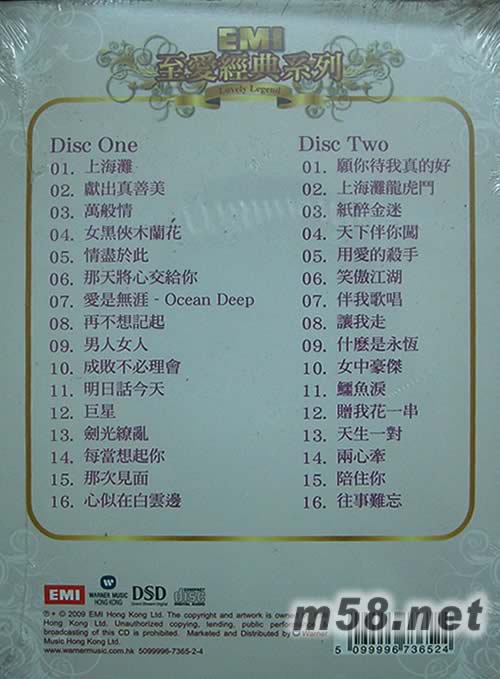 EMI
至愛經典系列
Lovely Legend
Disc One
01. 上海灘
02. 獻出真善美
03. 萬般情
04. 女黑俠木蘭花
05. 情盡於此
06. 那天將心交給你
07. 愛是無涯 - Ocean Deep
08. 再不想記起
09. 男人女人
10. 成敗不必理會
11. 明日話今天
12. 巨星
13. 劍光繚亂
14. 每當想起你
15. 那次見面
16. 心似在白雲邊
Disc Two
01. 願你待我真的好
02. 上海灘龍虎鬥
03. 紙醉金迷
04. 天下伴你闖
05. 用愛的殺手
06. 笑傲江湖
07. 伴我歌唱
08. 讓我走
09. 什麼是永恆
10. 女中豪傑
11. 鱷魚淚
12. 贈我花一串
13. 天生一對
14. 兩心牽
15. 陪住你
16. 往事難忘
EMI
WARNER MUSIC
HONG KONG
DSD
Direct Stream Digital
COMPACT
disc
DIGITAL AUDIO
℗ + © 2009 EMI Hong Kong Ltd. The copyright and artwork is owned
Hong Kong Ltd. Unauthorized copying, lending, public
broadcasting of this CD is prohibited. Marketed and Distributed by Warner
Music Hong Kong Ltd.
www.warnermusic.com.hk 5099996-7365-2-4
m58.net
5 099996 736524